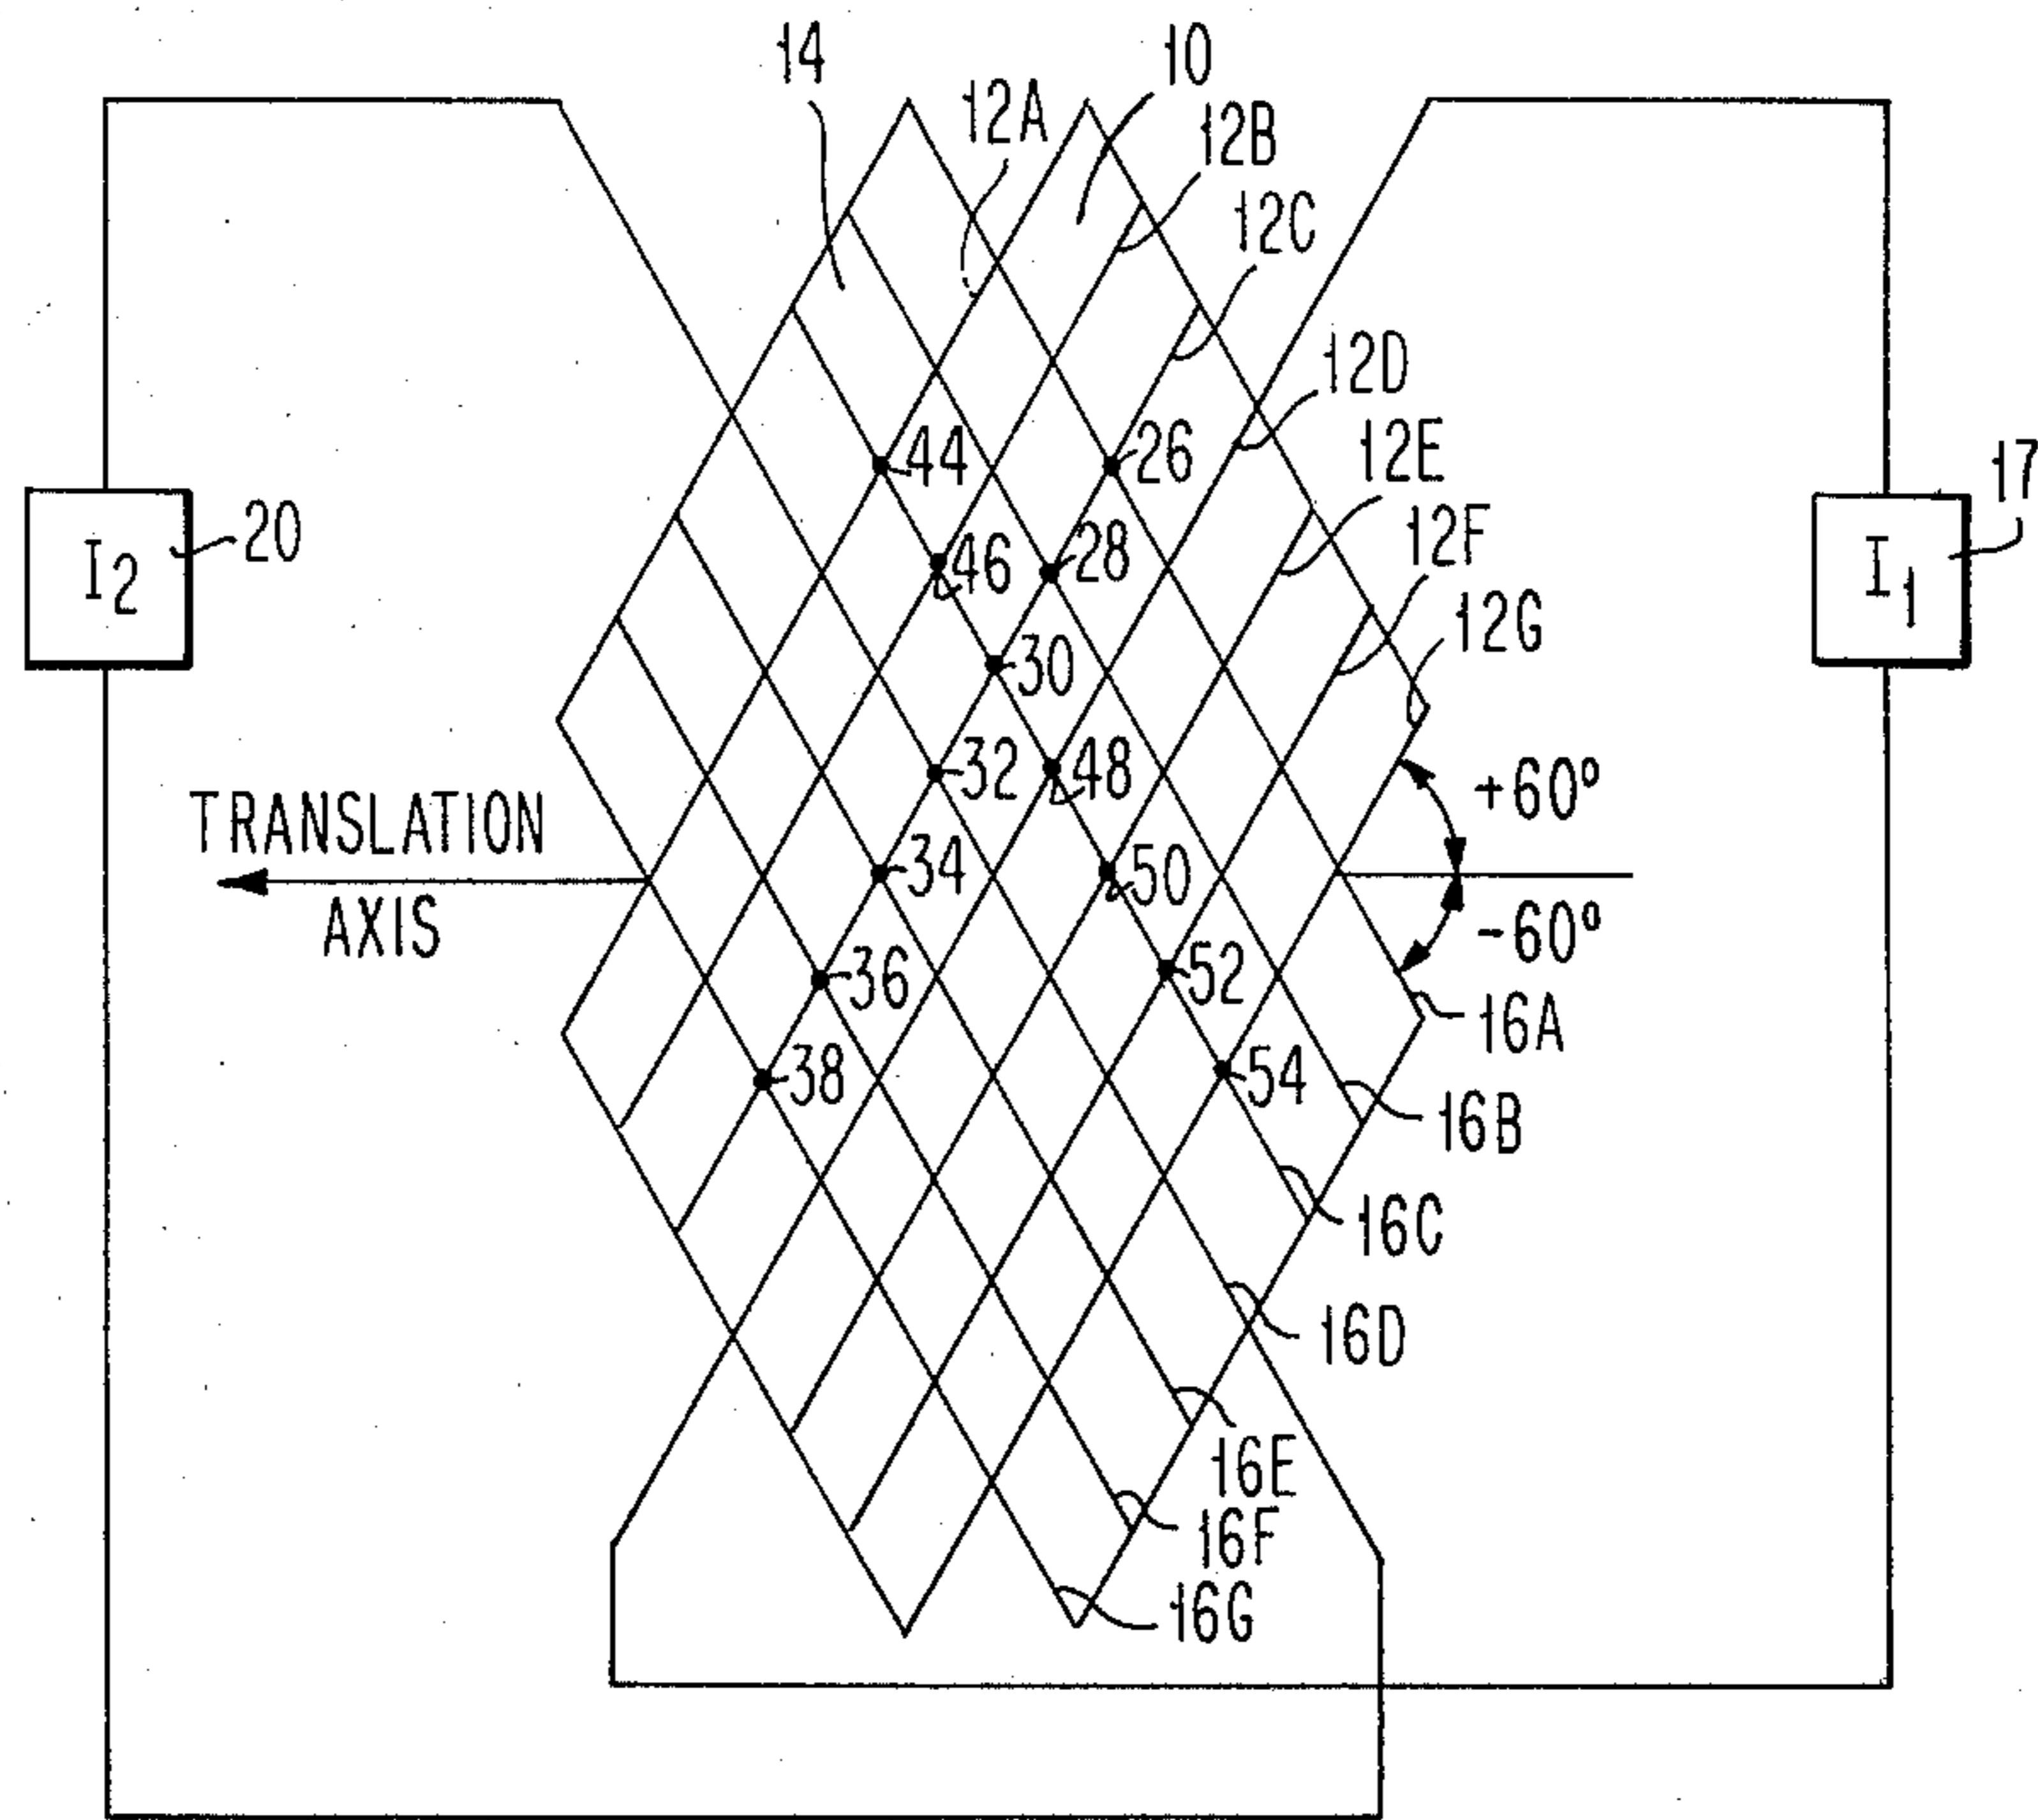 14
10
12A
12B
12C
12D
44
26
12E
17
I2
20
46
28
12F
I1
30
12G
32
48
+60°
TRANSLATION
AXIS
34
50
-60°
36
52
16A
38
54
16B
16C
16D
16E
16F
16G